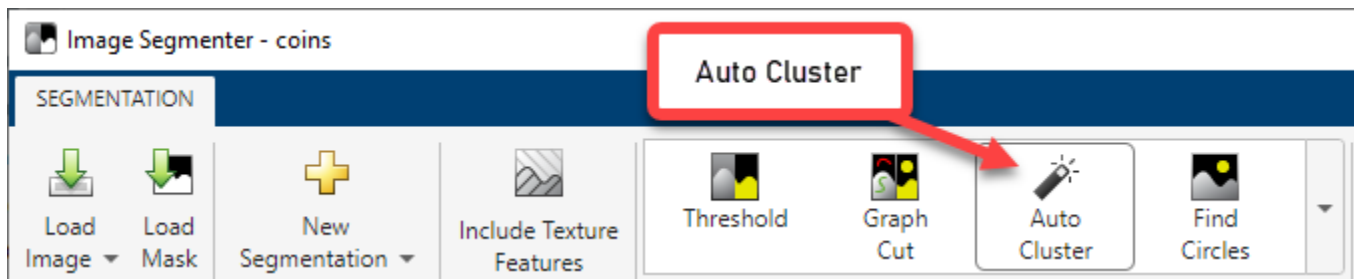 Image Segmenter - coins
Auto Cluster
SEGMENTATION
Load
Image
Load
Mask
New
Segmentation
Include Texture
Features
Threshold
Graph
Cut
Auto
Cluster
Find
Circles